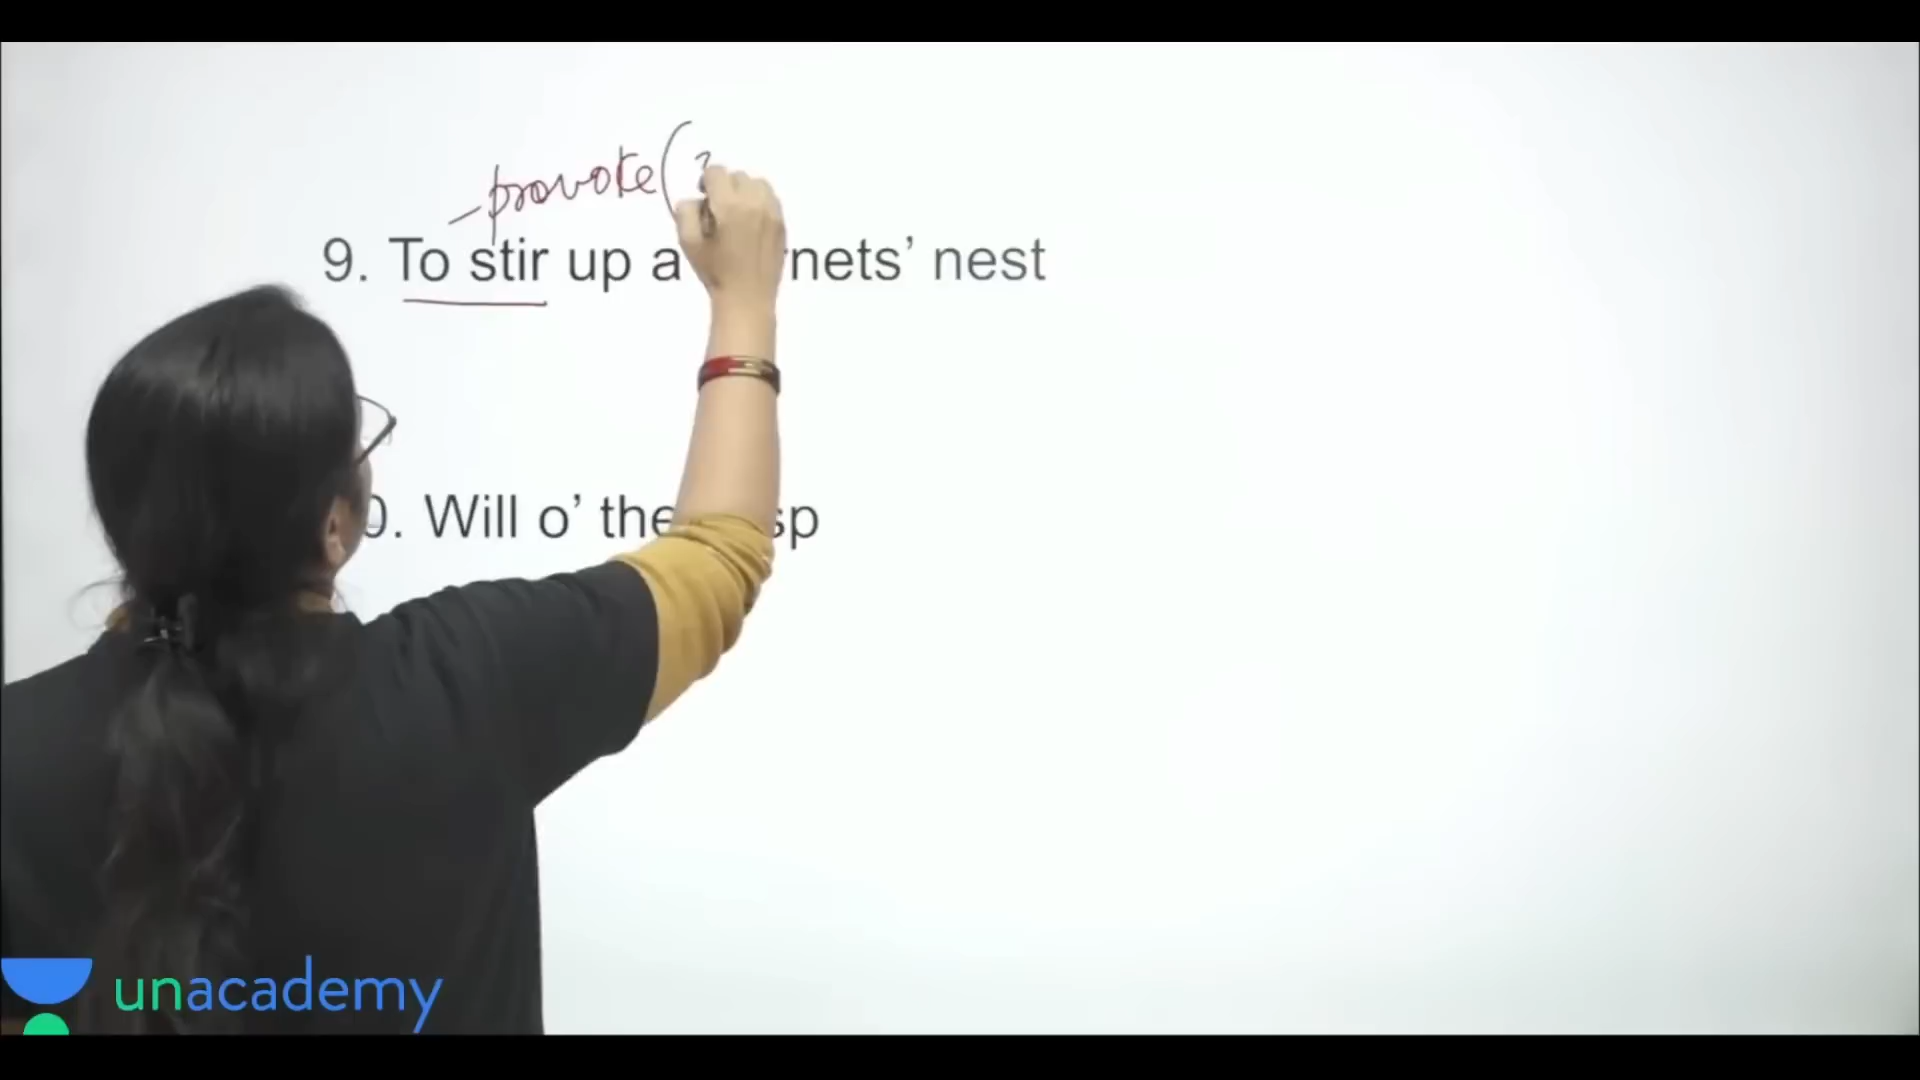 -provoke(
9. To stir up a nets’ nest
0. Will o’ the sp
unacademy